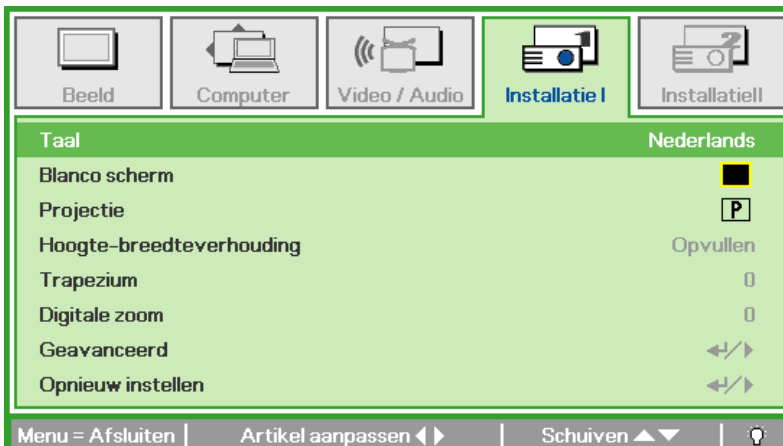 Beeld
Computer
Video / Audio
Installatie I
InstallatieII
Taal Nederlands
Blanco scherm
Projectie P
Hoogte-breedteverhouding Opvullen
Trapezium 0
Digitale zoom 0
Geavanceerd
Opnieuw instellen
Menu = Afsluiten | Artikel aanpassen | Schuiven |